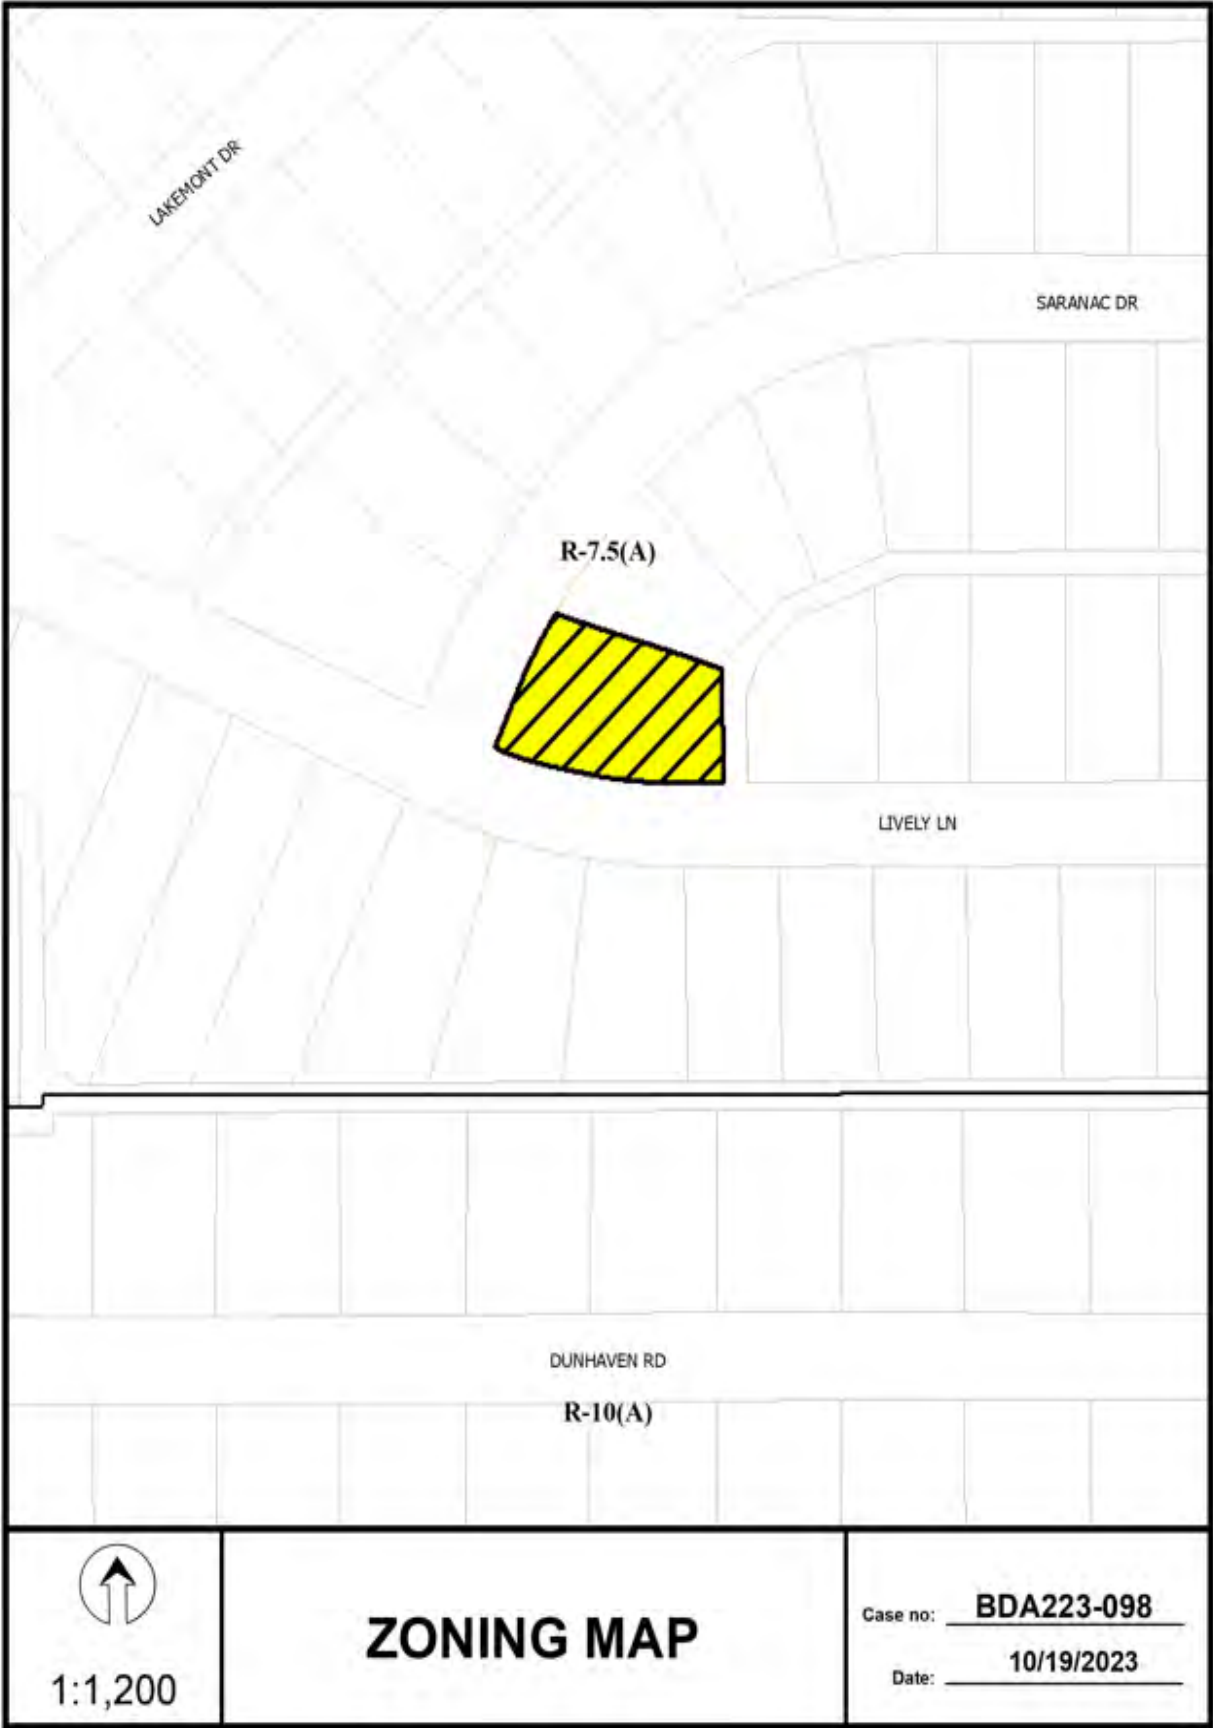 LAKEMONT DR
SARANAC DR
R-7.5(A)
LIVELY LN
DUNHAVEN RD
R-10(A)
1:1,200
ZONING MAP
Case no: BDA223-098
Date: 10/19/2023